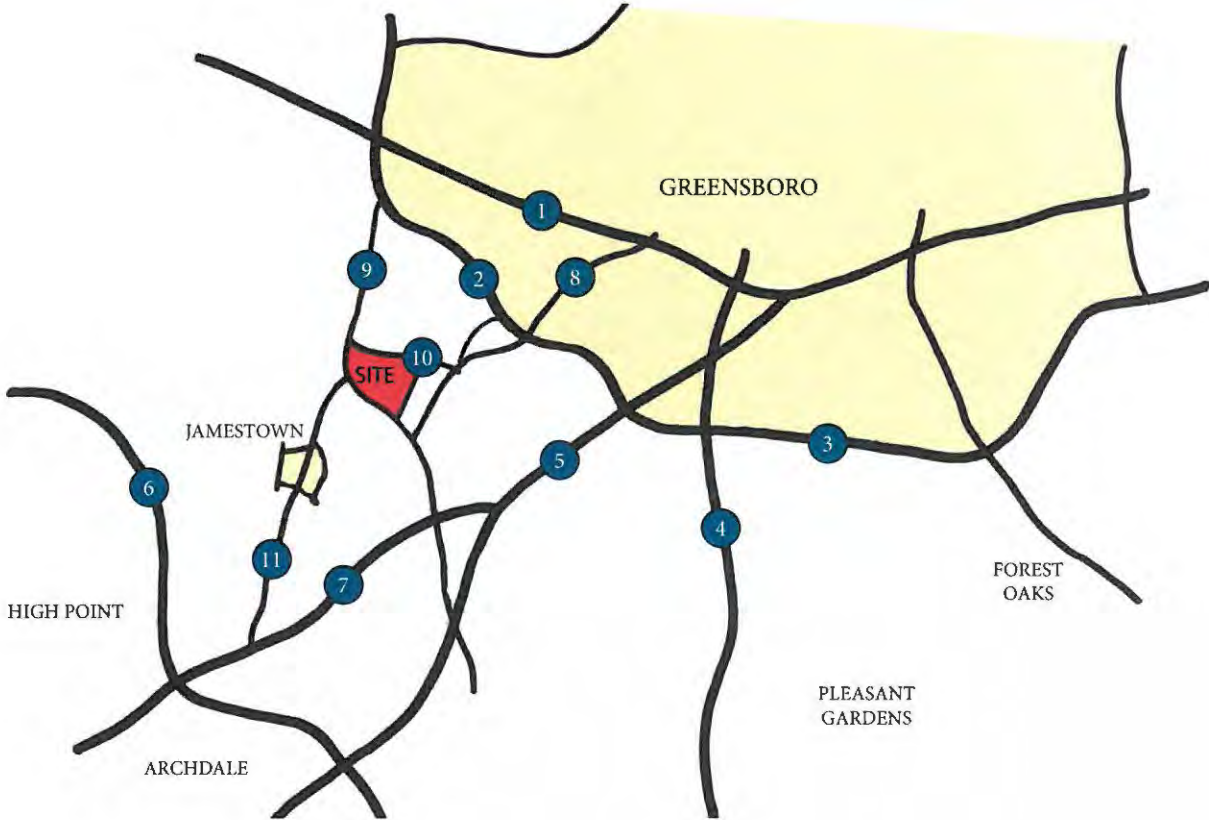 GREENSBORO
1
9
2
8
10
SITE
JAMESTOWN
3
5
6
4
11
7
FOREST
OAKS
HIGH POINT
PLEASANT
GARDENS
ARCHDALE